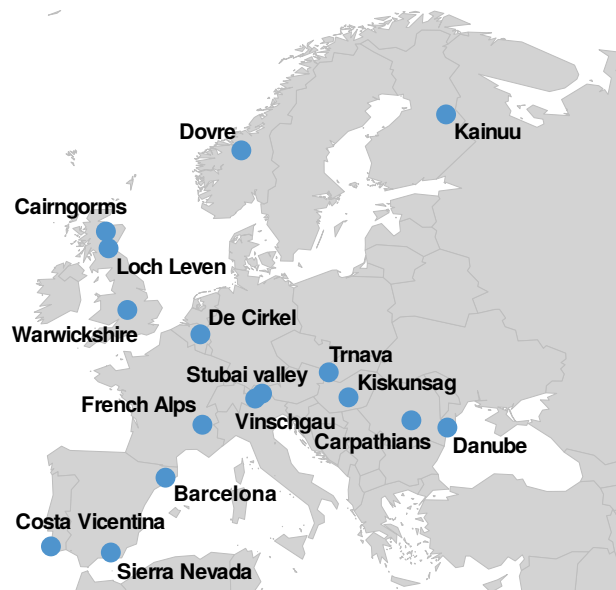 Dovre
Kainuu
Cairngorms
Loch Leven
Warwickshire
De Cirkel
Trnava
Stubai valley
Kiskunsag
French Alps
Vinschgau
Carpathians
Danube
Barcelona
Costa Vicentina
Sierra Nevada